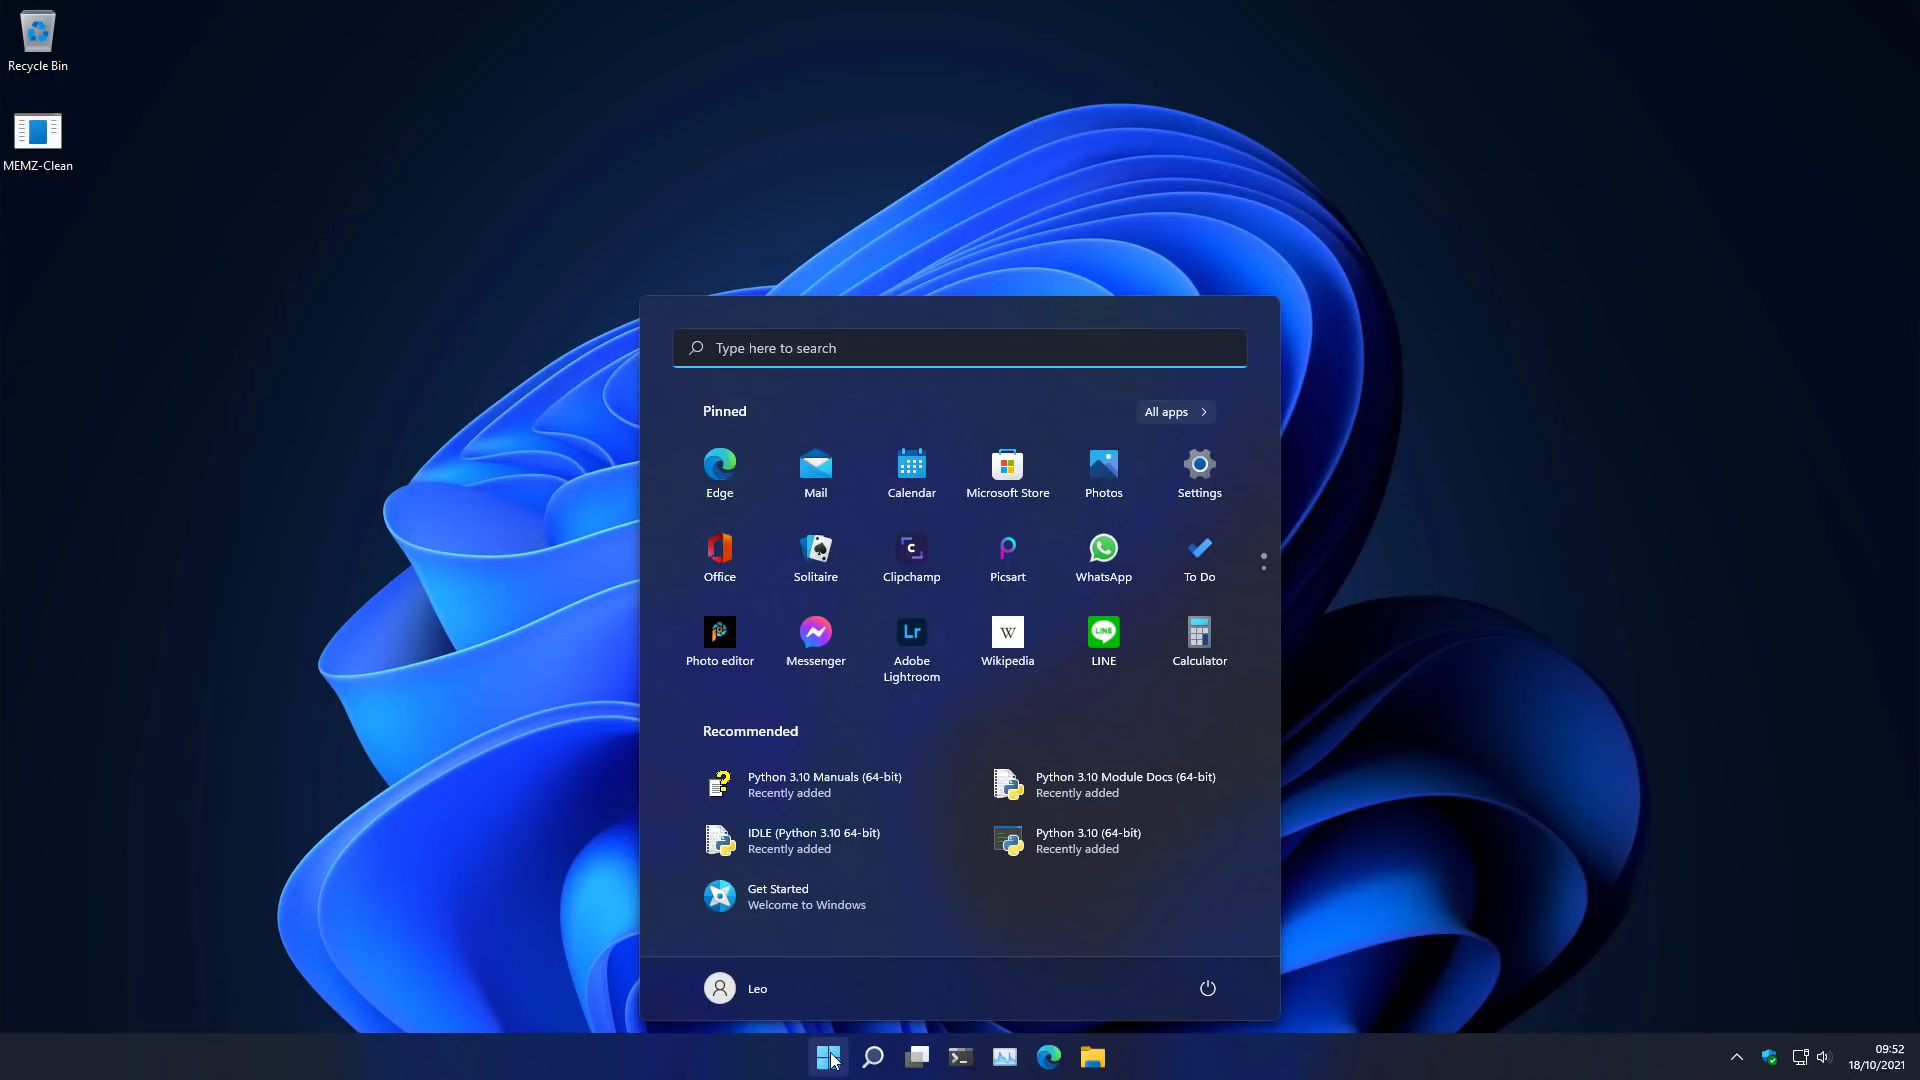 Recycle Bin
MEMZ-Clean
Type here to search
Pinned
All apps
Edge
Mail
Calendar
Microsoft Store
Photos
Settings
Office
Solitaire
Clipchamp
Picsart
WhatsApp
To Do
Photo editor
Messenger
Lr
Adobe
Lightroom
W
Wikipedia
LINE
LINE
Calculator
Recommended
Python 3.10 Manuals (64-bit)
Recently added
Python 3.10 Module Docs (64-bit)
Recently added
IDLE (Python 3.10 64-bit)
Recently added
Python 3.10 (64-bit)
Recently added
Get Started
Welcome to Windows
Leo
09:52
18/10/2021